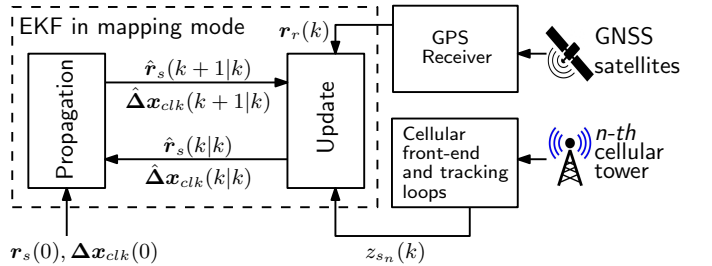 EKF in mapping mode
Propagation
r̂_s(k + 1|k)
Δ̂x_clk(k + 1|k)
r̂_s(k|k)
Δ̂x_clk(k|k)
Update
r_r(k)
GPS
Receiver
GNSS
satellites
Cellular
front-end
and tracking
loops
n-th
cellular
tower
r_s(0), Δx_clk(0)
z_{s_n}(k)